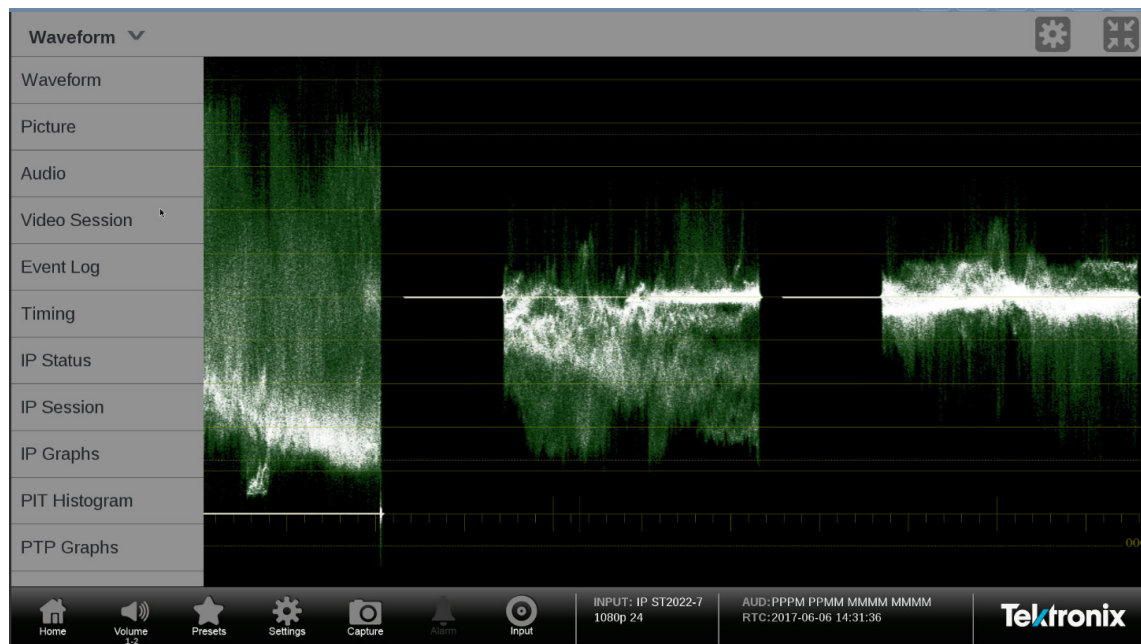 Waveform
Waveform
Picture
Audio
Video Session
Event Log
Timing
IP Status
IP Session
IP Graphs
PIT Histogram
PTP Graphs
Home
Volume
1-2
Presets
Settings
Capture
Alarm
Input
INPUT: IP ST2022-7
1080p 24
AUD:PPPM PPMM MMMM MMMM
RTC:2017-06-06 14:31:36
Tektronix